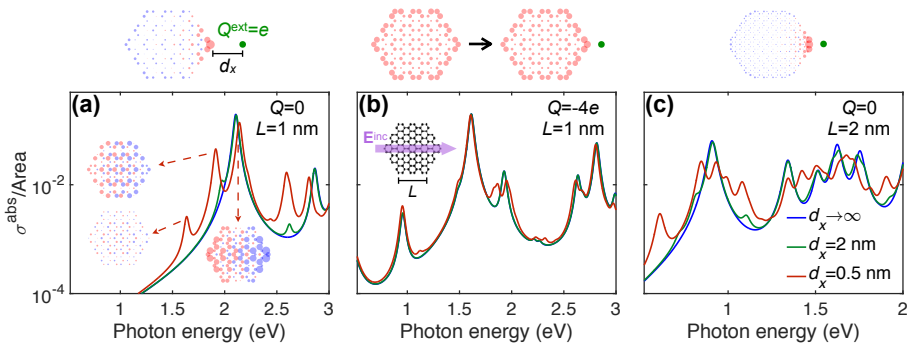 Q^ext=e
d_x
(a)
Q=0
L=1 nm
(b)
Q=-4e
L=1 nm
E^inc
L
(c)
Q=0
L=2 nm
d_x→∞
d_x=2 nm
d_x=0.5 nm
σ^abs/Area
10^-2
10^-4
1 1.5 2 2.5 3
0.5 1 1.5 2 2.5 3
1 1.5 2
Photon energy (eV)
Photon energy (eV)
Photon energy (eV)